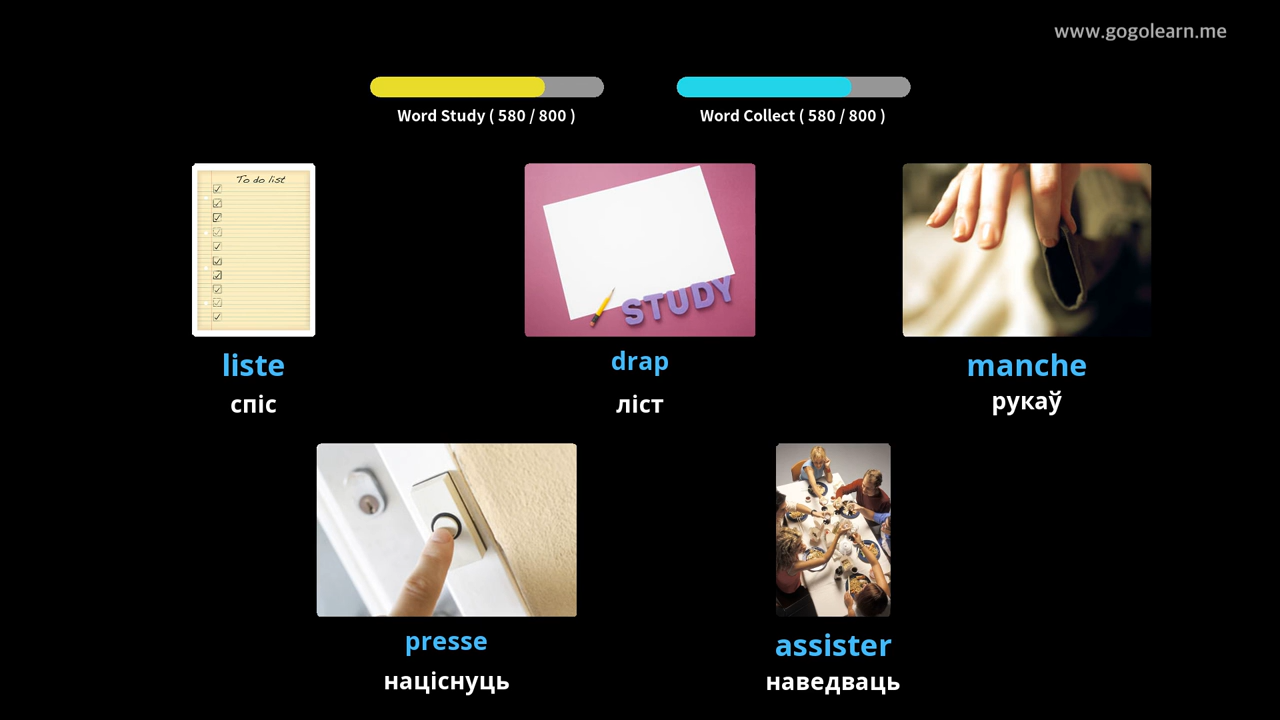 www.gogolearn.me
Word Study ( 580 / 800 )
Word Collect ( 580 / 800 )
To do list
STUDY
liste
спіс
drap
ліст
manche
рукаў
presse
націснуць
assister
наведваць